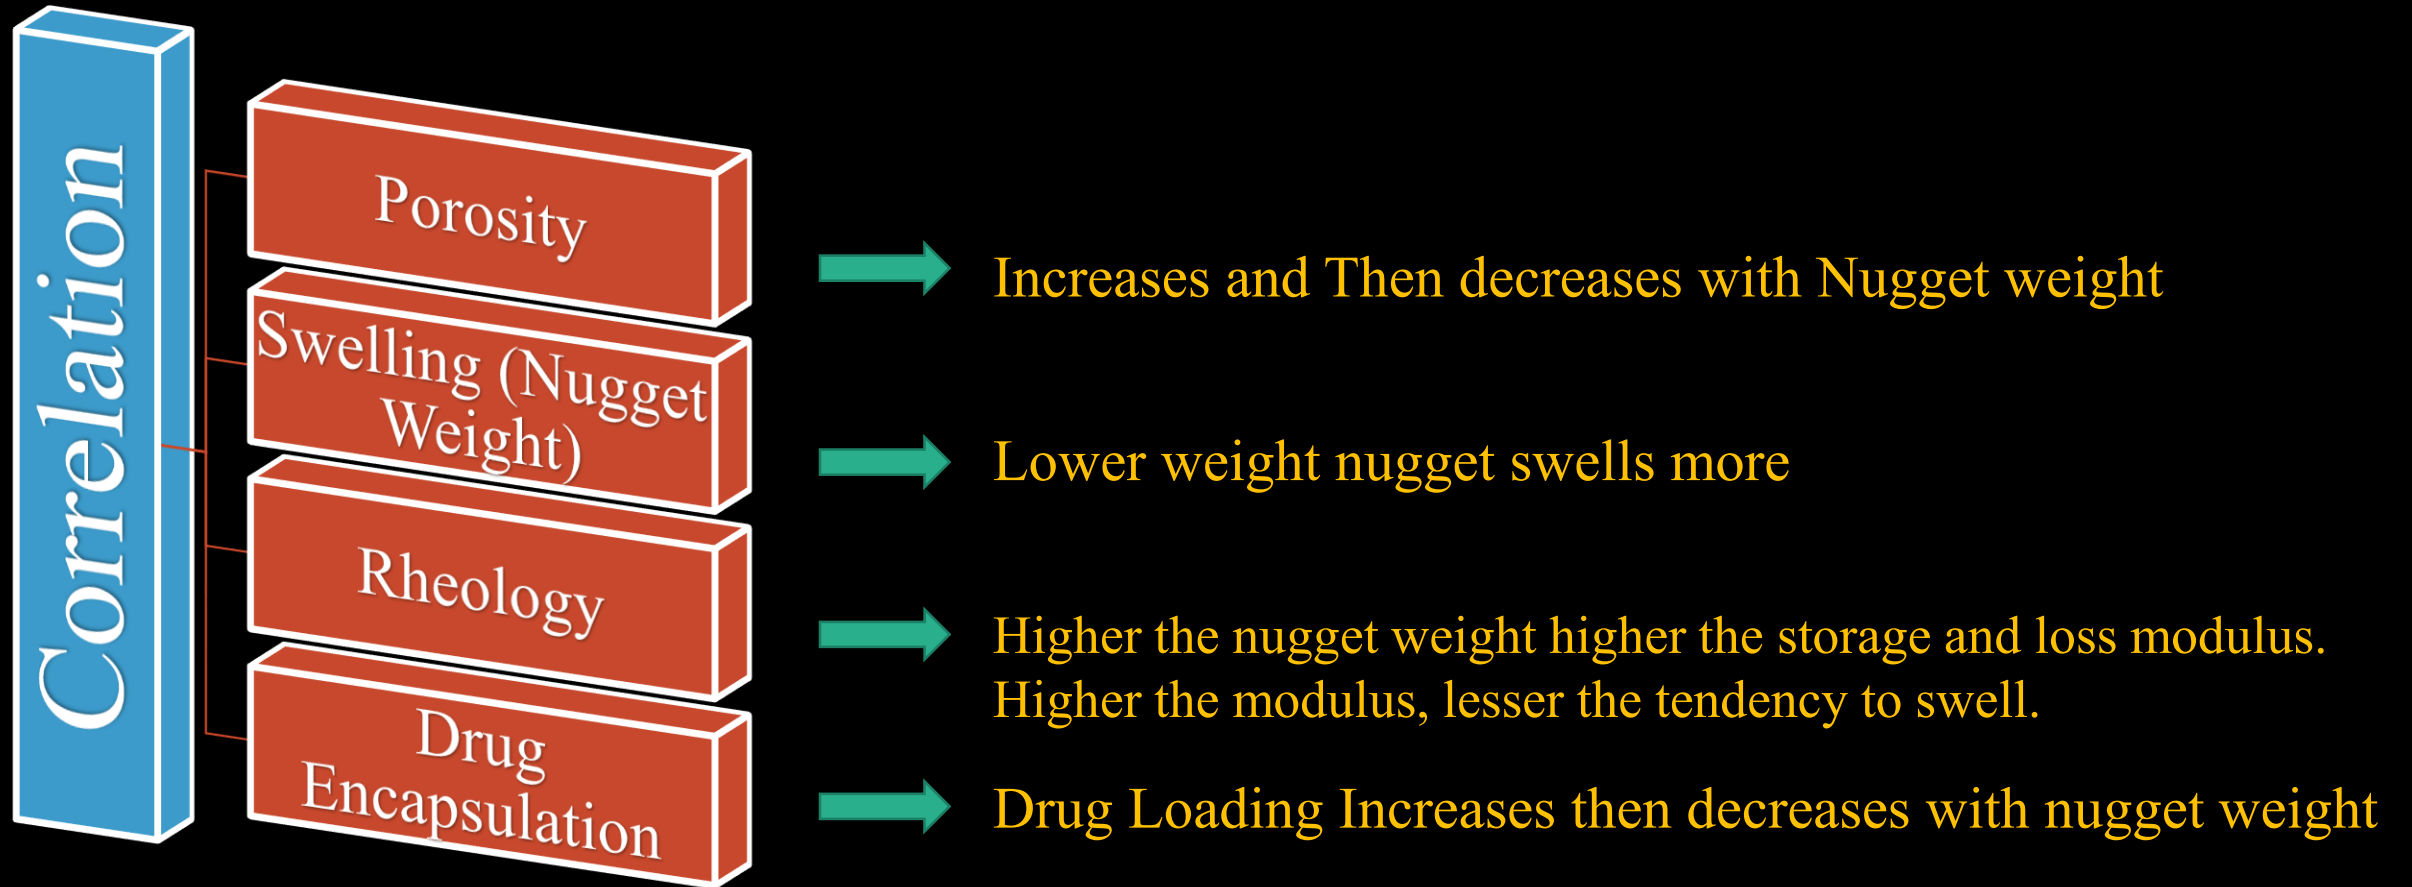 Correlation
Porosity
Increases and Then decreases with Nugget weight
Swelling (Nugget
Weight)
Lower weight nugget swells more
Rheology
Higher the nugget weight higher the storage and loss modulus.
Higher the modulus, lesser the tendency to swell.
Drug
Encapsulation
Drug Loading Increases then decreases with nugget weight